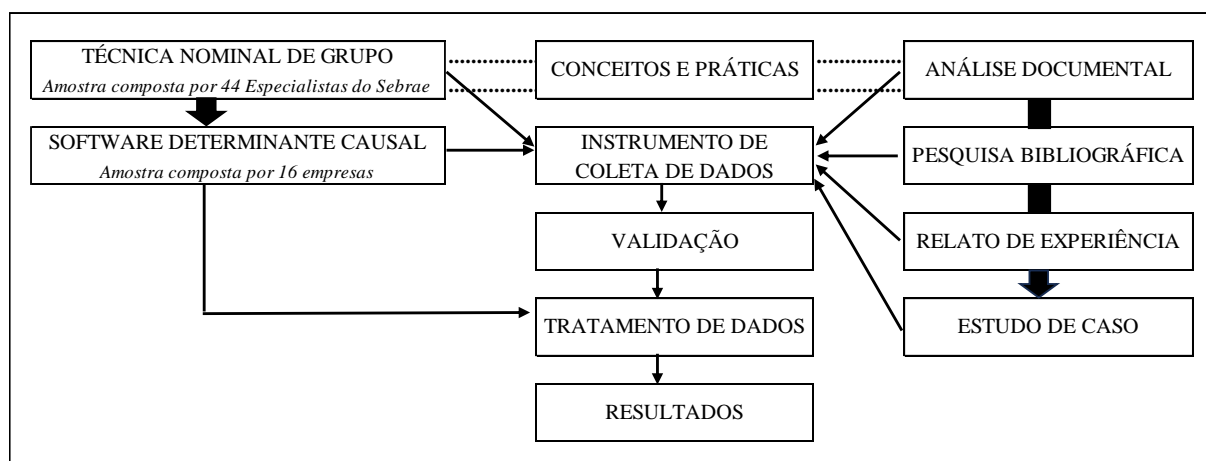 TÉCNICA NOMINAL DE GRUPO
Amostra composta por 44 Especialistas do Sebrae
CONCEITOS E PRÁTICAS
ANÁLISE DOCUMENTAL
SOFTWARE DETERMINANTE CAUSAL
Amostra composta por 16 empresas
INSTRUMENTO DE
COLETA DE DADOS
PESQUISA BIBLIOGRÁFICA
VALIDAÇÃO
RELATO DE EXPERIÊNCIA
TRATAMENTO DE DADOS
ESTUDO DE CASO
RESULTADOS